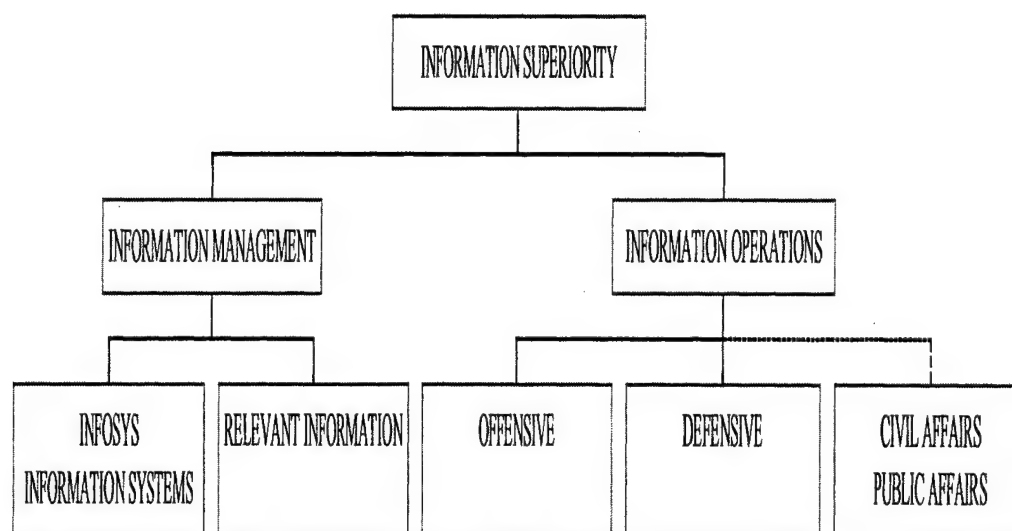 INFORMATION SUPERIORITY
INFORMATION MANAGEMENT
INFORMATION OPERATIONS
INFOSYS
INFORMATION SYSTEMS
RELEVANT INFORMATION
OFFENSIVE
DEFENSIVE
CIVIL AFFAIRS
PUBLIC AFFAIRS